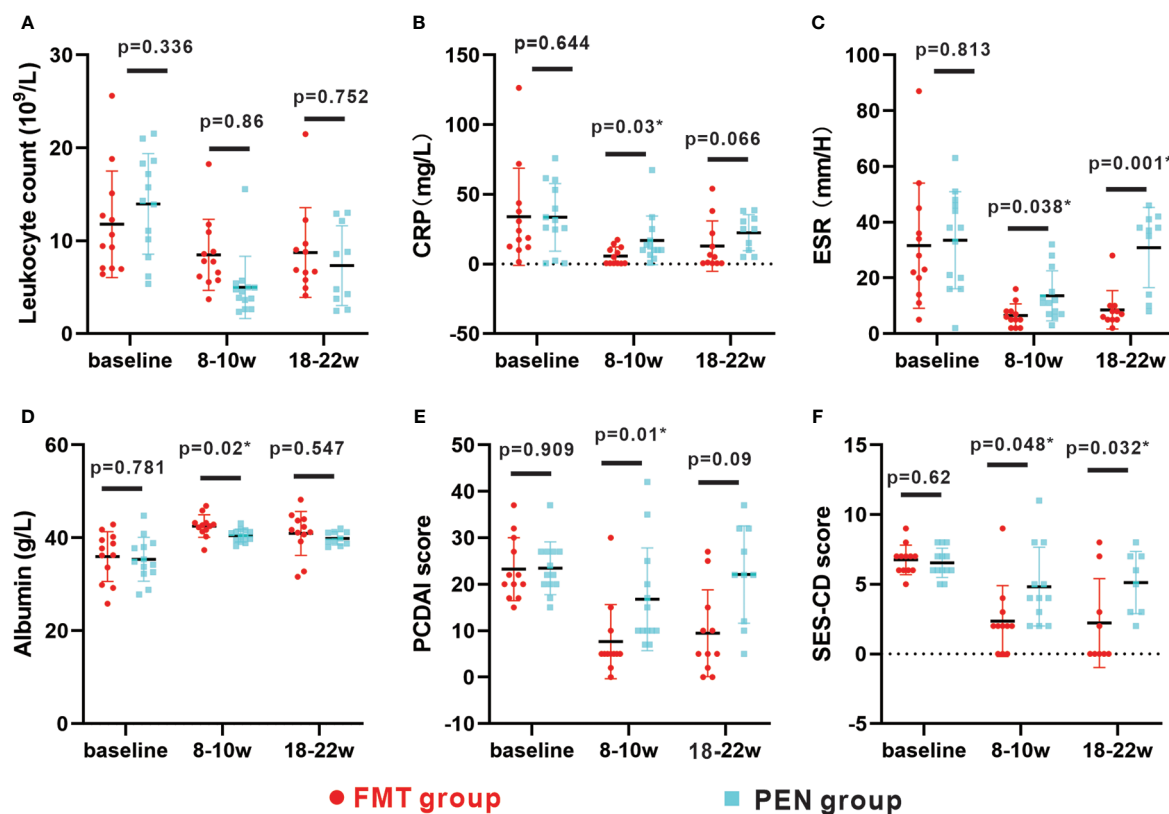 A
Leukocyte count (10⁹/L)
30
20
10
0
p=0.336
p=0.86
p=0.752
baseline 8-10w 18-22w
B
CRP (mg/L)
150
100
50
0
-50
p=0.644
p=0.03*
p=0.066
baseline 8-10w 18-22w
C
ESR (mm/H)
100
80
60
40
20
0
p=0.813
p=0.038*
p=0.001*
baseline 8-10w 18-22w
D
Albumin (g/L)
60
40
20
0
p=0.781
p=0.02*
p=0.547
baseline 8-10w 18-22w
E
PCDAI score
50
40
30
20
10
0
-10
p=0.909
p=0.01*
p=0.09
baseline 8-10w 18-22w
F
SES-CD score
15
10
5
0
-5
p=0.62
p=0.048*
p=0.032*
baseline 8-10w 18-22w
FMT group PEN group